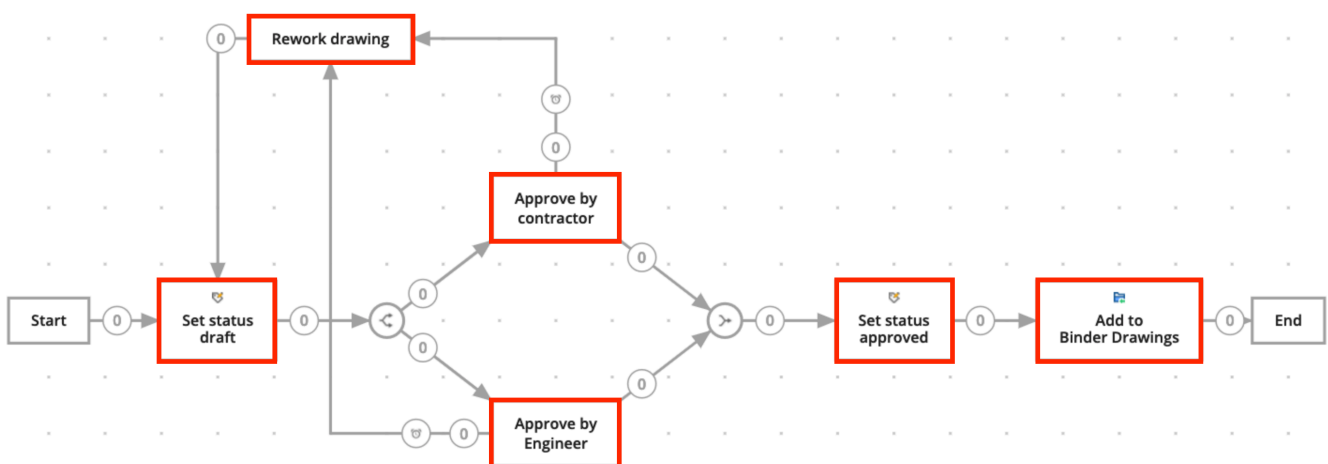 Rework drawing
0
0
Approve by
contractor
0
0
Start
0
Set status
draft
0
0
0
Set status
approved
0
Add to
Binder Drawings
0
End
0
0
Approve by
Engineer
0